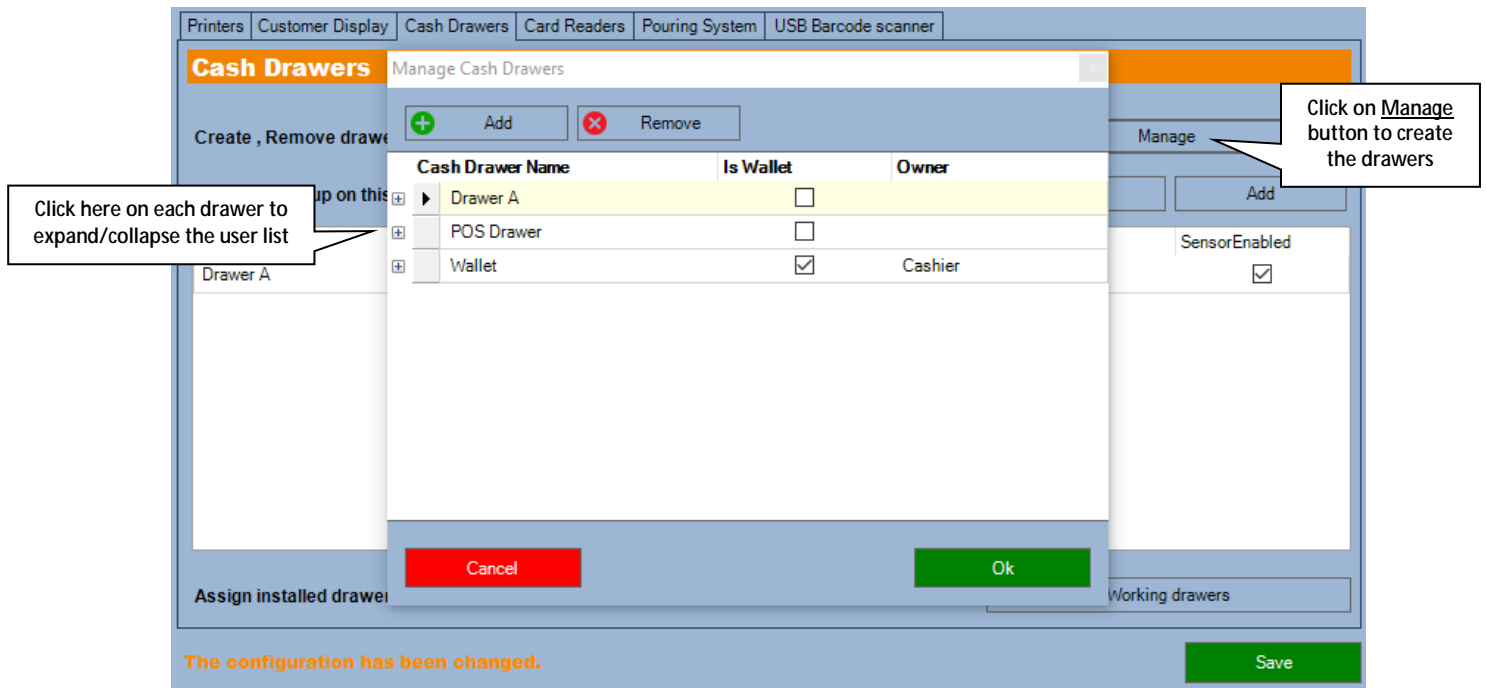 Printers Customer Display Cash Drawers Card Readers Pouring System USB Barcode scanner
Cash Drawers
Manage Cash Drawers
x
Click on Manage
button to create
the drawers
Add Remove
Create , Remove drawe
Manage
Cash Drawer Name Is Wallet Owner
Click here on each drawer to
expand/collapse the user list
up on this
Drawer A
Add
POS Drawer
SensorEnabled
Wallet Cashier
Drawer A
Cancel Ok
Assign installed drawer
Working drawers
The configuration has been changed.
Save